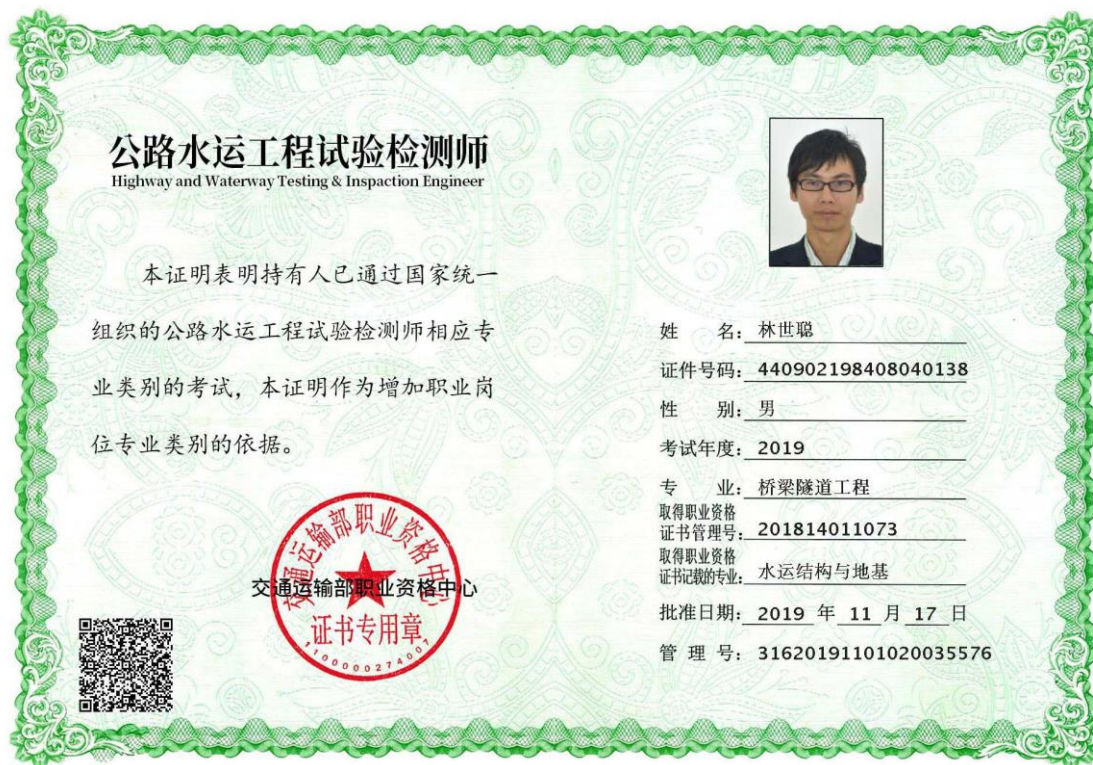 公路水运工程试验检测师
Highway and Waterway Testing & Inspaction Engineer
本证明表明持有人已通过国家统一
组织的公路水运工程试验检测师相应专
业类别的考试，本证明作为增加职业岗
位专业类别的依据。
交通运输部职业资格中心
交通运输部职业资格中心
证书专用章
1100000274007
姓 名：林世聪
证件号码：440902198408040138
性 别：男
考试年度：2019
专 业：桥梁隧道工程
取得职业资格
证书管理号：201814011073
取得职业资格
证书记载的专业：水运结构与地基
批准日期：2019 年 11 月 17 日
管 理 号：31620191101020035576